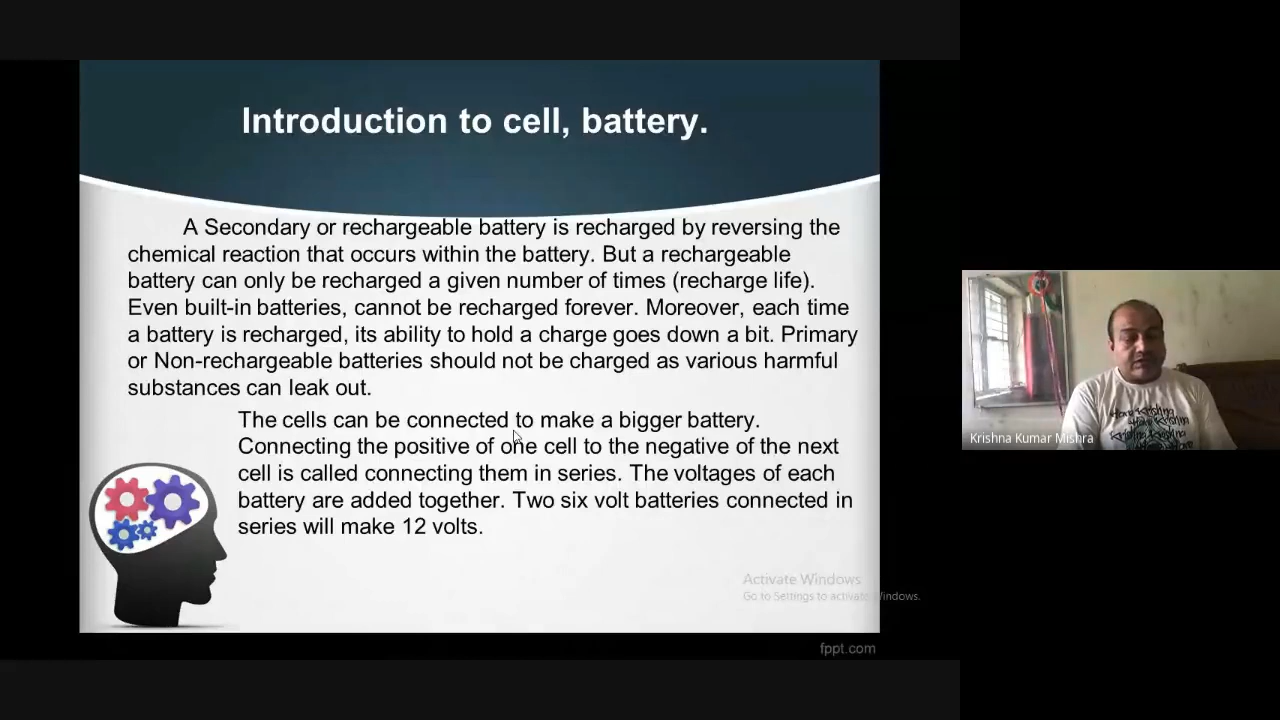 Introduction to cell, battery.
A Secondary or rechargeable battery is recharged by reversing the
chemical reaction that occurs within the battery. But a rechargeable
battery can only be recharged a given number of times (recharge life).
Even built-in batteries, cannot be recharged forever. Moreover, each time
a battery is recharged, its ability to hold a charge goes down a bit. Primary
or Non-rechargeable batteries should not be charged as various harmful
substances can leak out.
The cells can be connected to make a bigger battery.
Connecting the positive of one cell to the negative of the next
cell is called connecting them in series. The voltages of each
battery are added together. Two six volt batteries connected in
series will make 12 volts.
Activate Windows
Go to Settings to activate Windows.
fppt.com
Krishna Kumar Mishra
Hare Krishna
Krishna Krishna